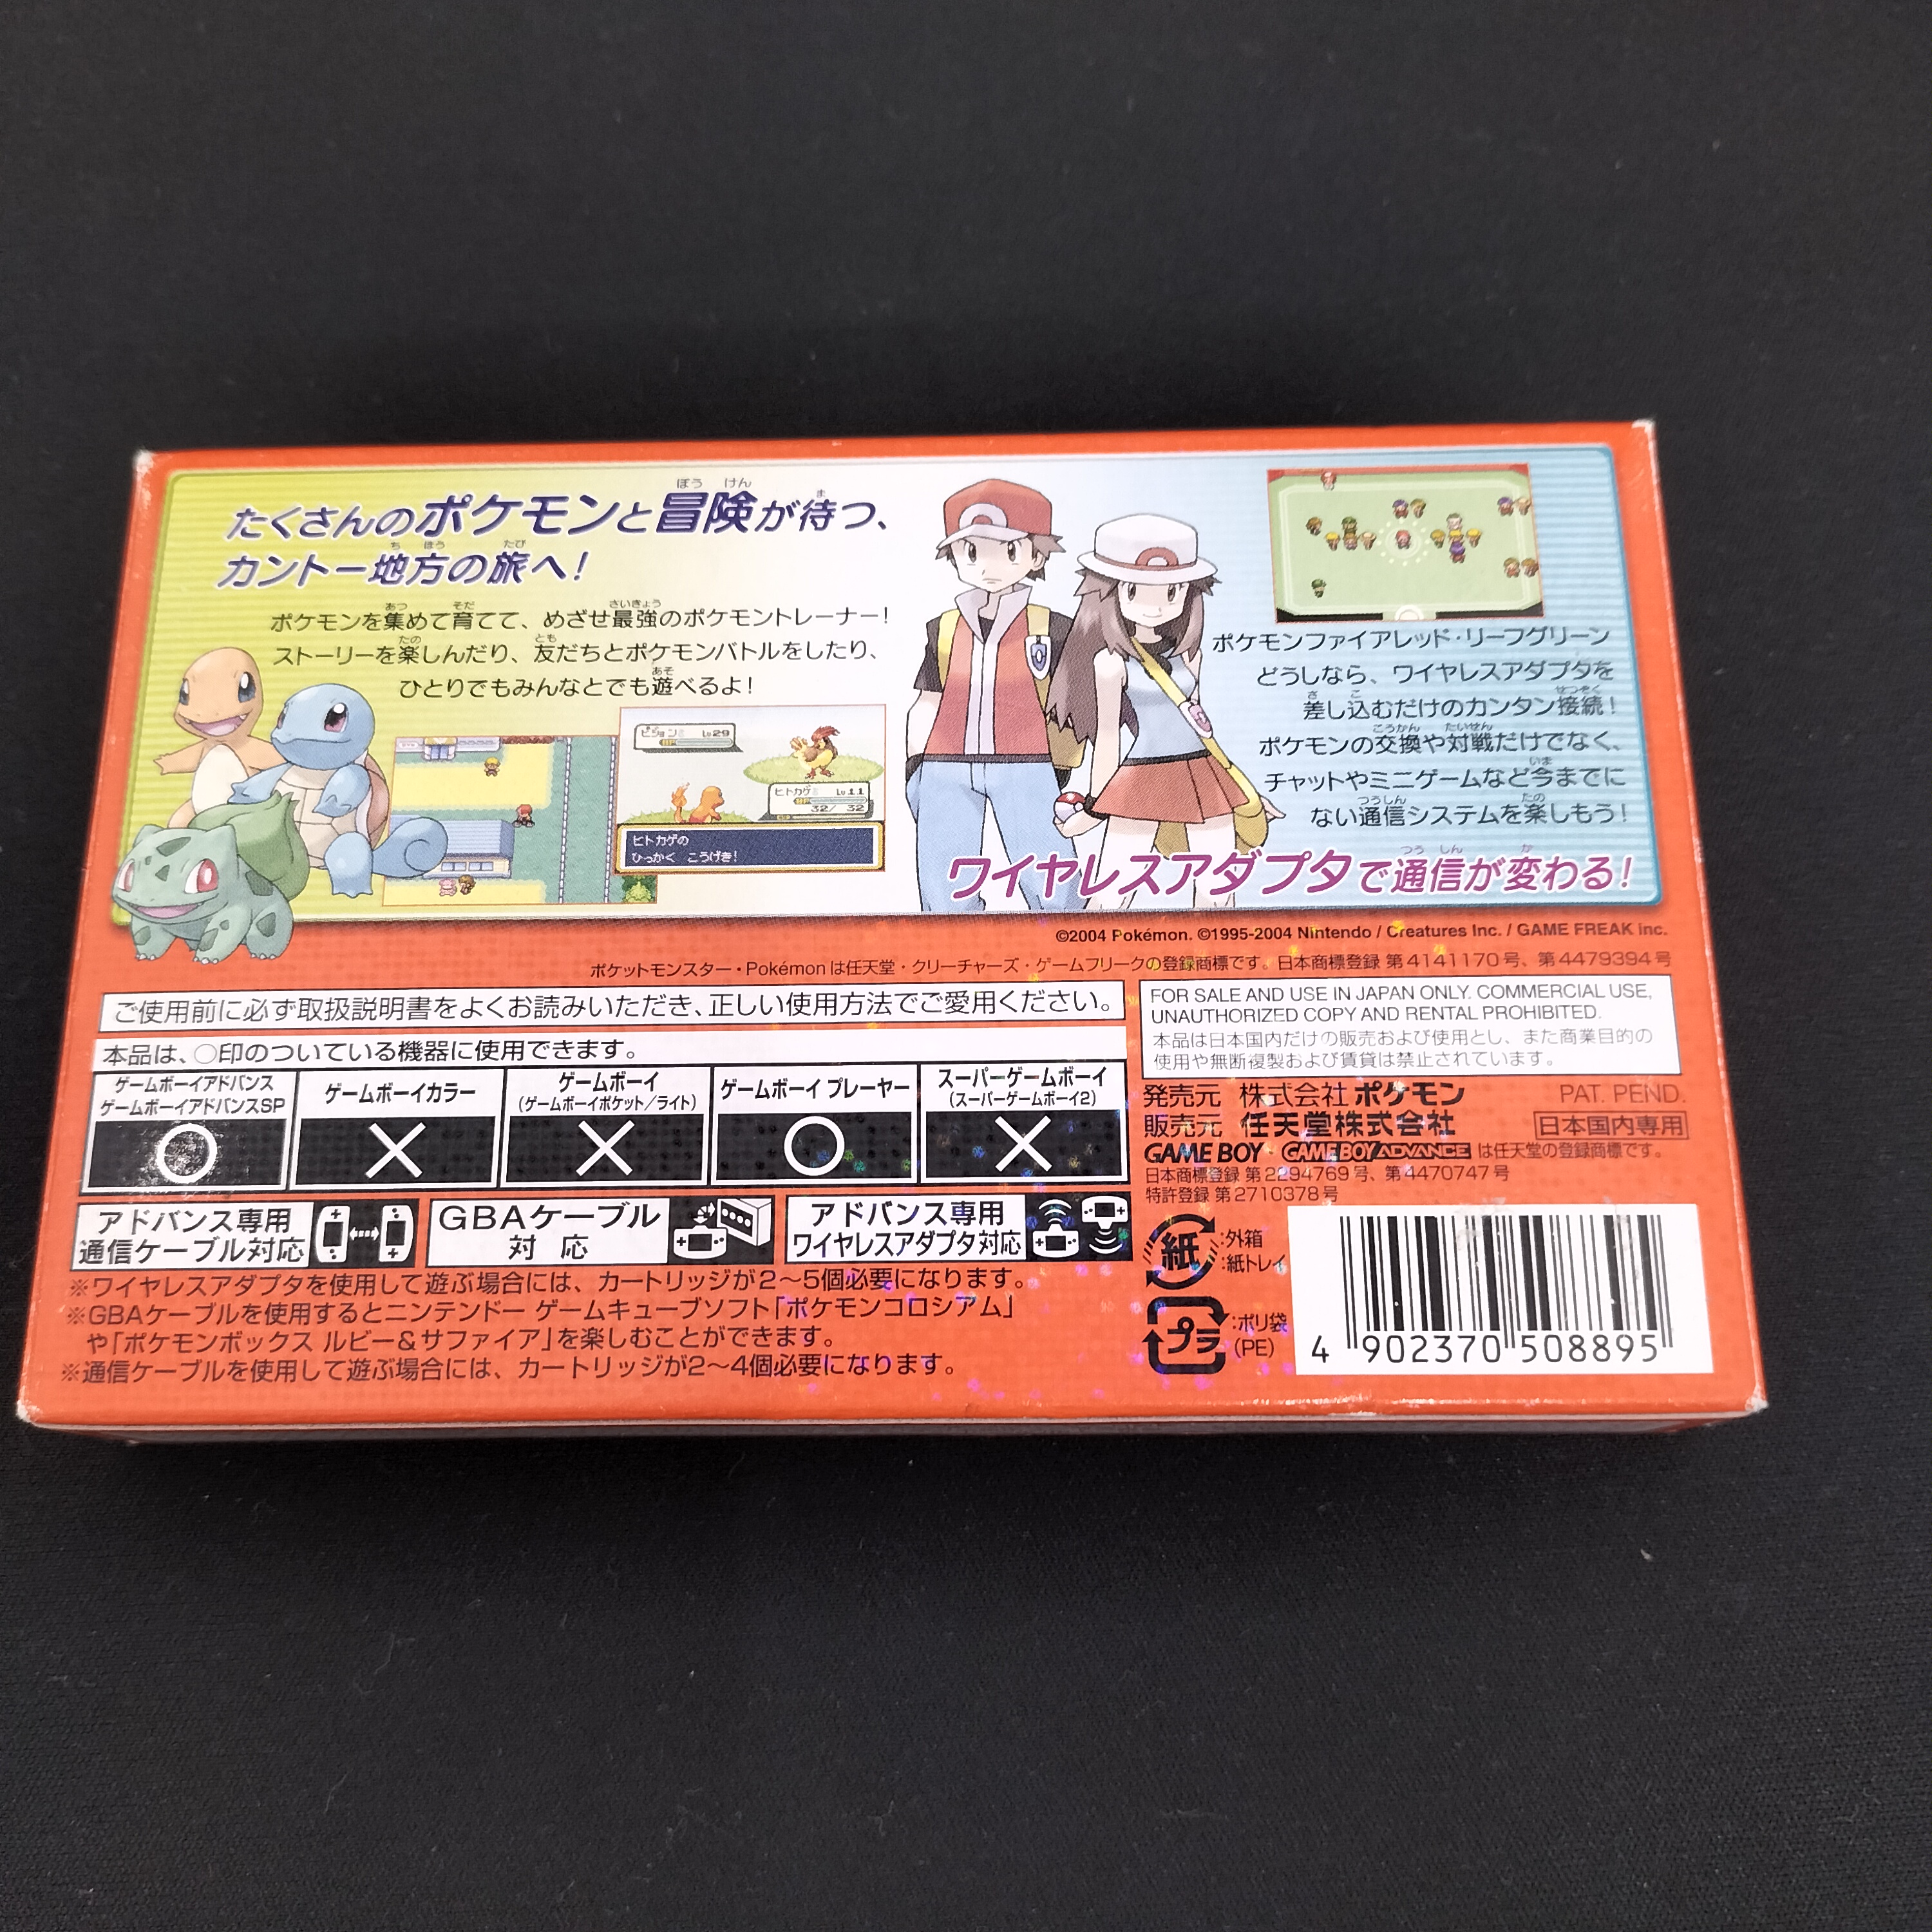 たくさんのポケモンと冒険が待つ、
カントー地方の旅へ!
ポケモンを集めて育てて、めざせ最強のポケモントレーナー!
ストーリーを楽しんだり、友だちとポケモンバトルをしたり、
ひとりでもみんなとでも遊べるよ!
ピジョン♂ Lv29
ヒトカゲ♂ Lv11
32/ 32
ヒトカゲの
ひっかく こうげき!
ポケモンファイアレッド・リーフグリーン
どうしなら、ワイヤレスアダプタを
差し込むだけのカンタン接続!
ポケモンの交換や対戦だけでなく、
チャットやミニゲームなど今までに
ない通信システムを楽しもう!
ワイヤレスアダプタで通信が変わる!
©2004 Pokémon. ©1995-2004 Nintendo / Creatures Inc. / GAME FREAK inc.
ポケットモンスター・Pokémonは任天堂・クリーチャーズ・ゲームフリークの登録商標です。日本商標登録 第4141170号、第4479394号
ご使用前に必ず取扱説明書をよくお読みいただき、正しい使用方法でご愛用ください。
本品は、○印のついている機器に使用できます。
ゲームボーイアドバンス
ゲームボーイアドバンスSP
○
ゲームボーイカラー
×
ゲームボーイ
(ゲームボーイポケット/ライト)
×
ゲームボーイ プレーヤー
○
スーパーゲームボーイ
(スーパーゲームボーイ2)
×
アドバンス専用
通信ケーブル対応
GBAケーブル
対応
アドバンス専用
ワイヤレスアダプタ対応
※ワイヤレスアダプタを使用して遊ぶ場合には、カートリッジが2〜5個必要になります。
※GBAケーブルを使用するとニンテンドー ゲームキューブソフト「ポケモンコロシアム」
や「ポケモンボックス ルビー&サファイア」を楽しむことができます。
※通信ケーブルを使用して遊ぶ場合には、カートリッジが2〜4個必要になります。
FOR SALE AND USE IN JAPAN ONLY. COMMERCIAL USE,
UNAUTHORIZED COPY AND RENTAL PROHIBITED.
本品は日本国内だけの販売および使用とし、また商業目的の
使用や無断複製および賃貸は禁止されています。
発売元 株式会社 ポケモン PAT. PEND.
販売元 任天堂株式会社 日本国内専用
GAME BOY・GAME BOY ADVANCE は任天堂の登録商標です。
日本商標登録 第2294769号、第4470747号
特許登録 第2710378号
紙 :外箱
:紙トレイ
プラ :ポリ袋
(PE)
4 902370 508895